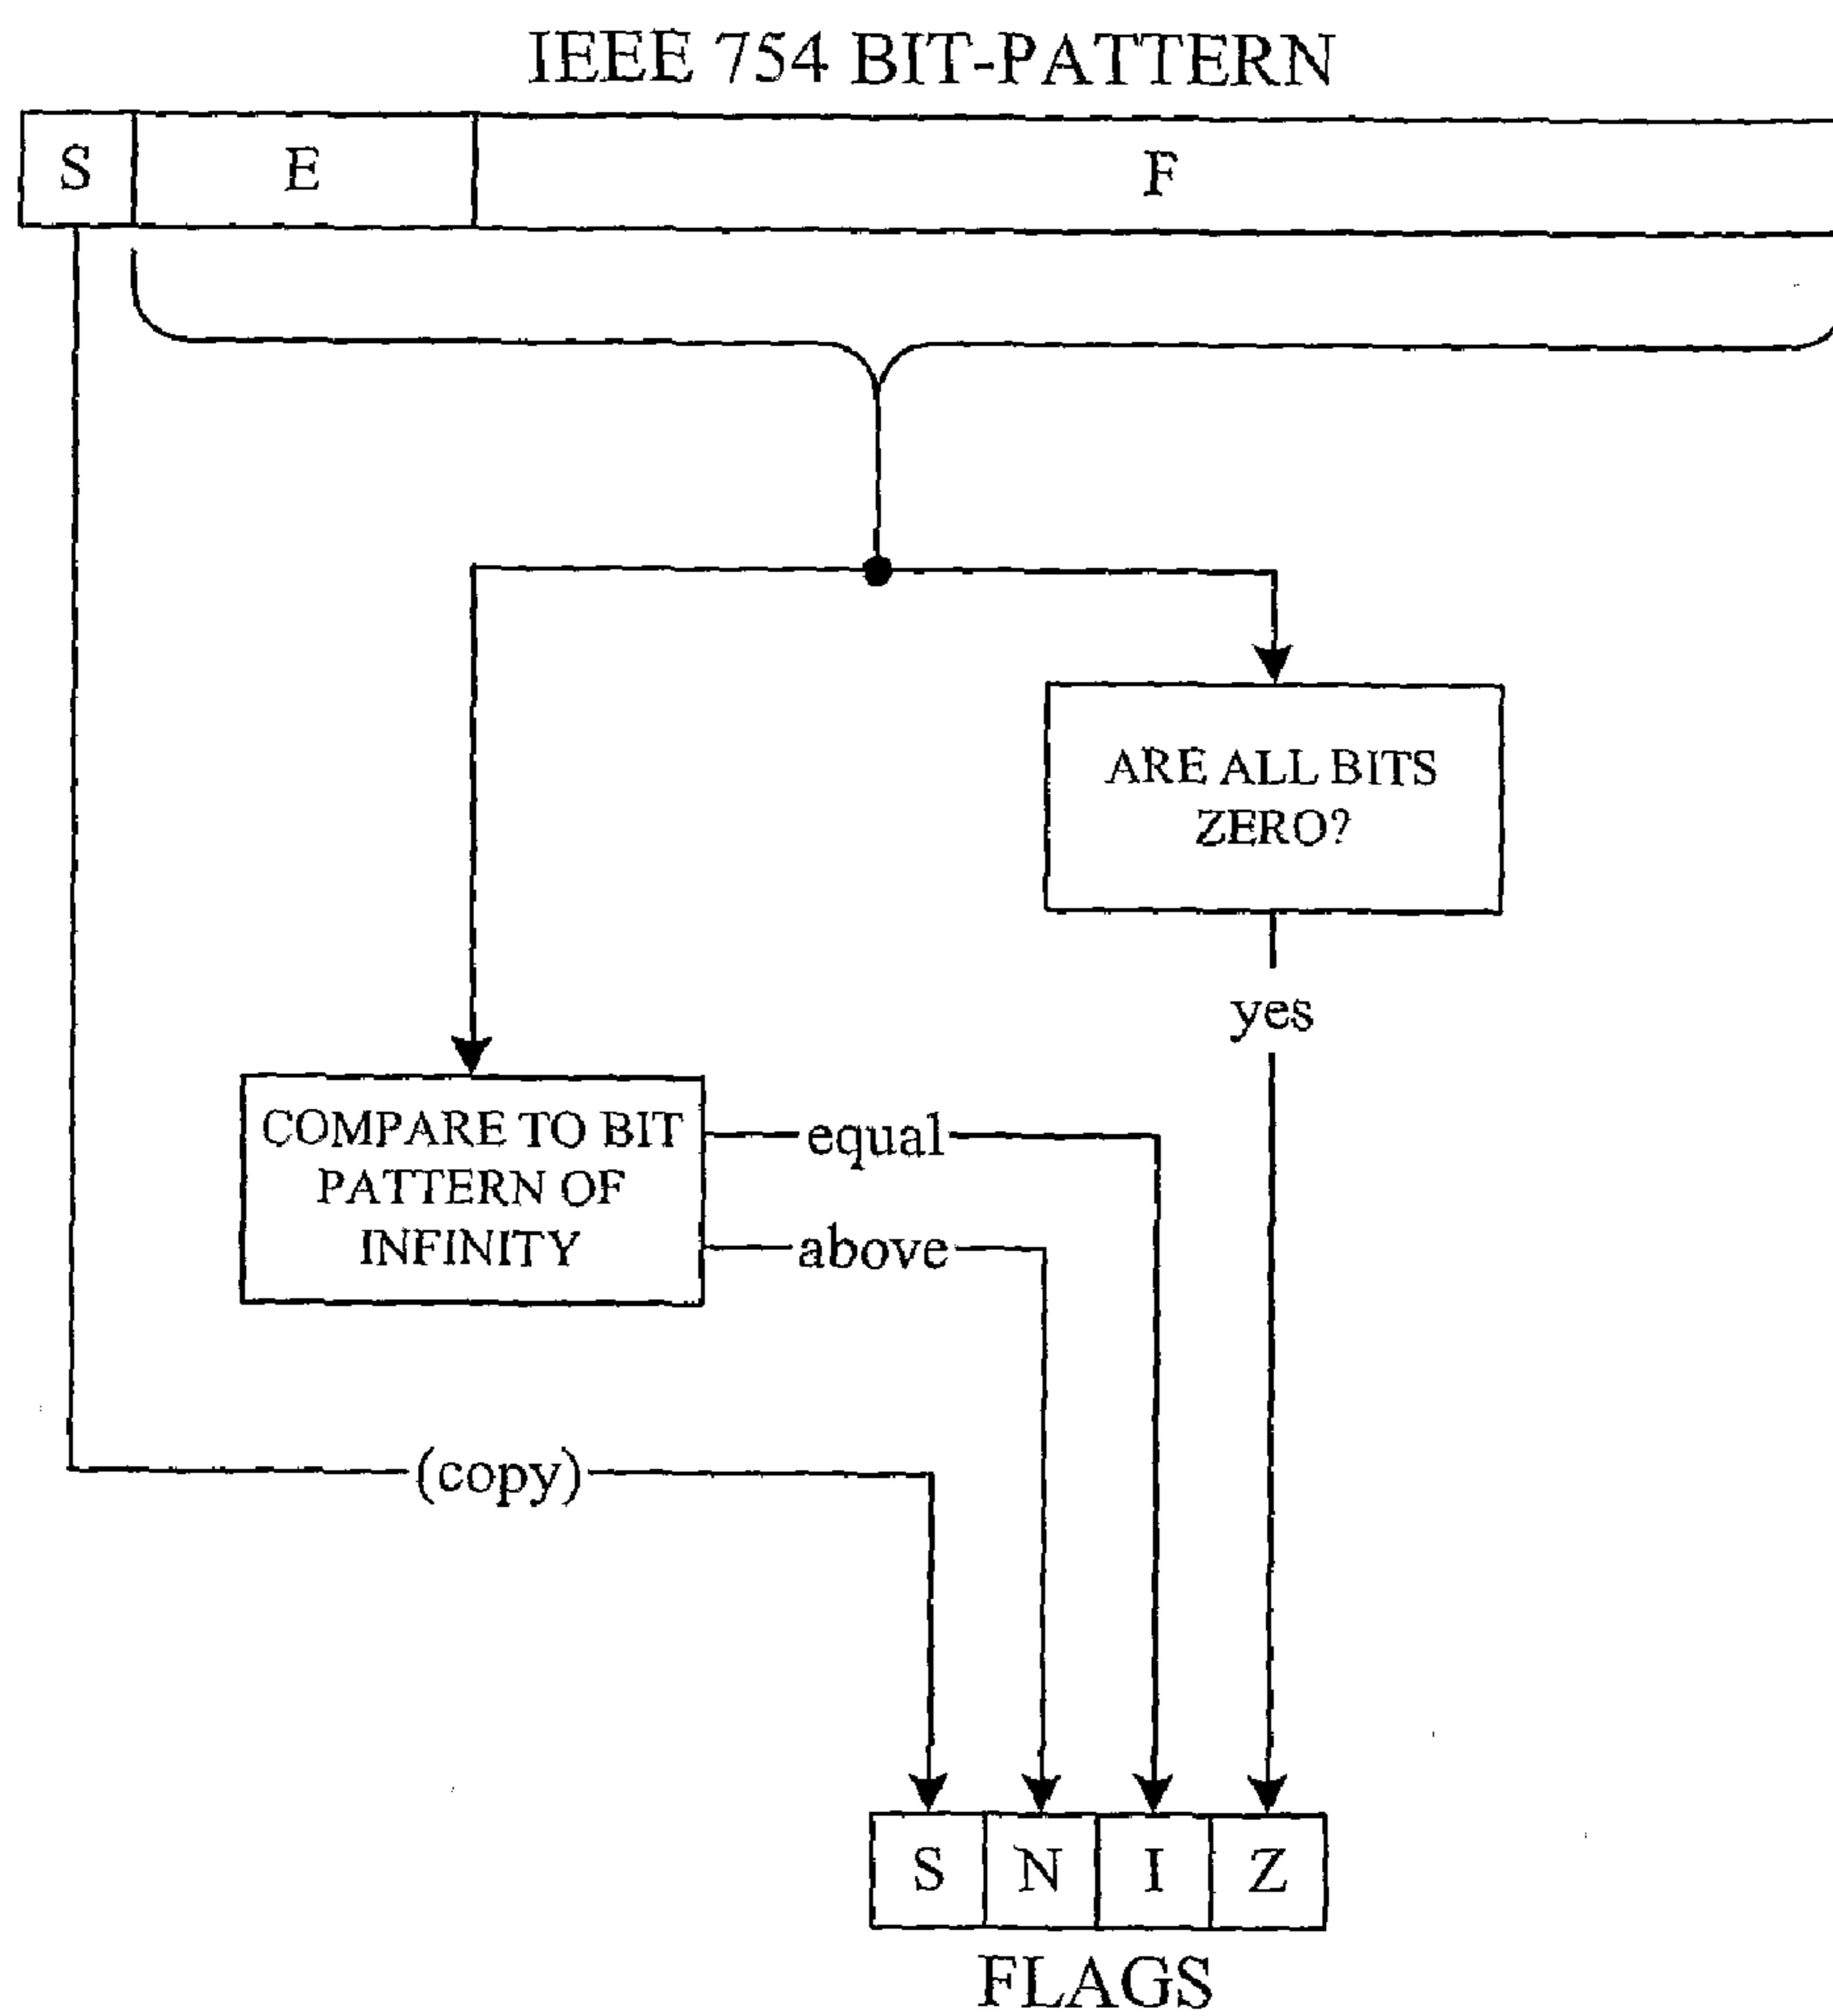 IEEE 754 BIT-PATTERN
S E F
ARE ALL BITS
ZERO?
yes
COMPARE TO BIT
PATTERN OF
INFINITY
equal
above
(copy)
S N I Z
FLAGS